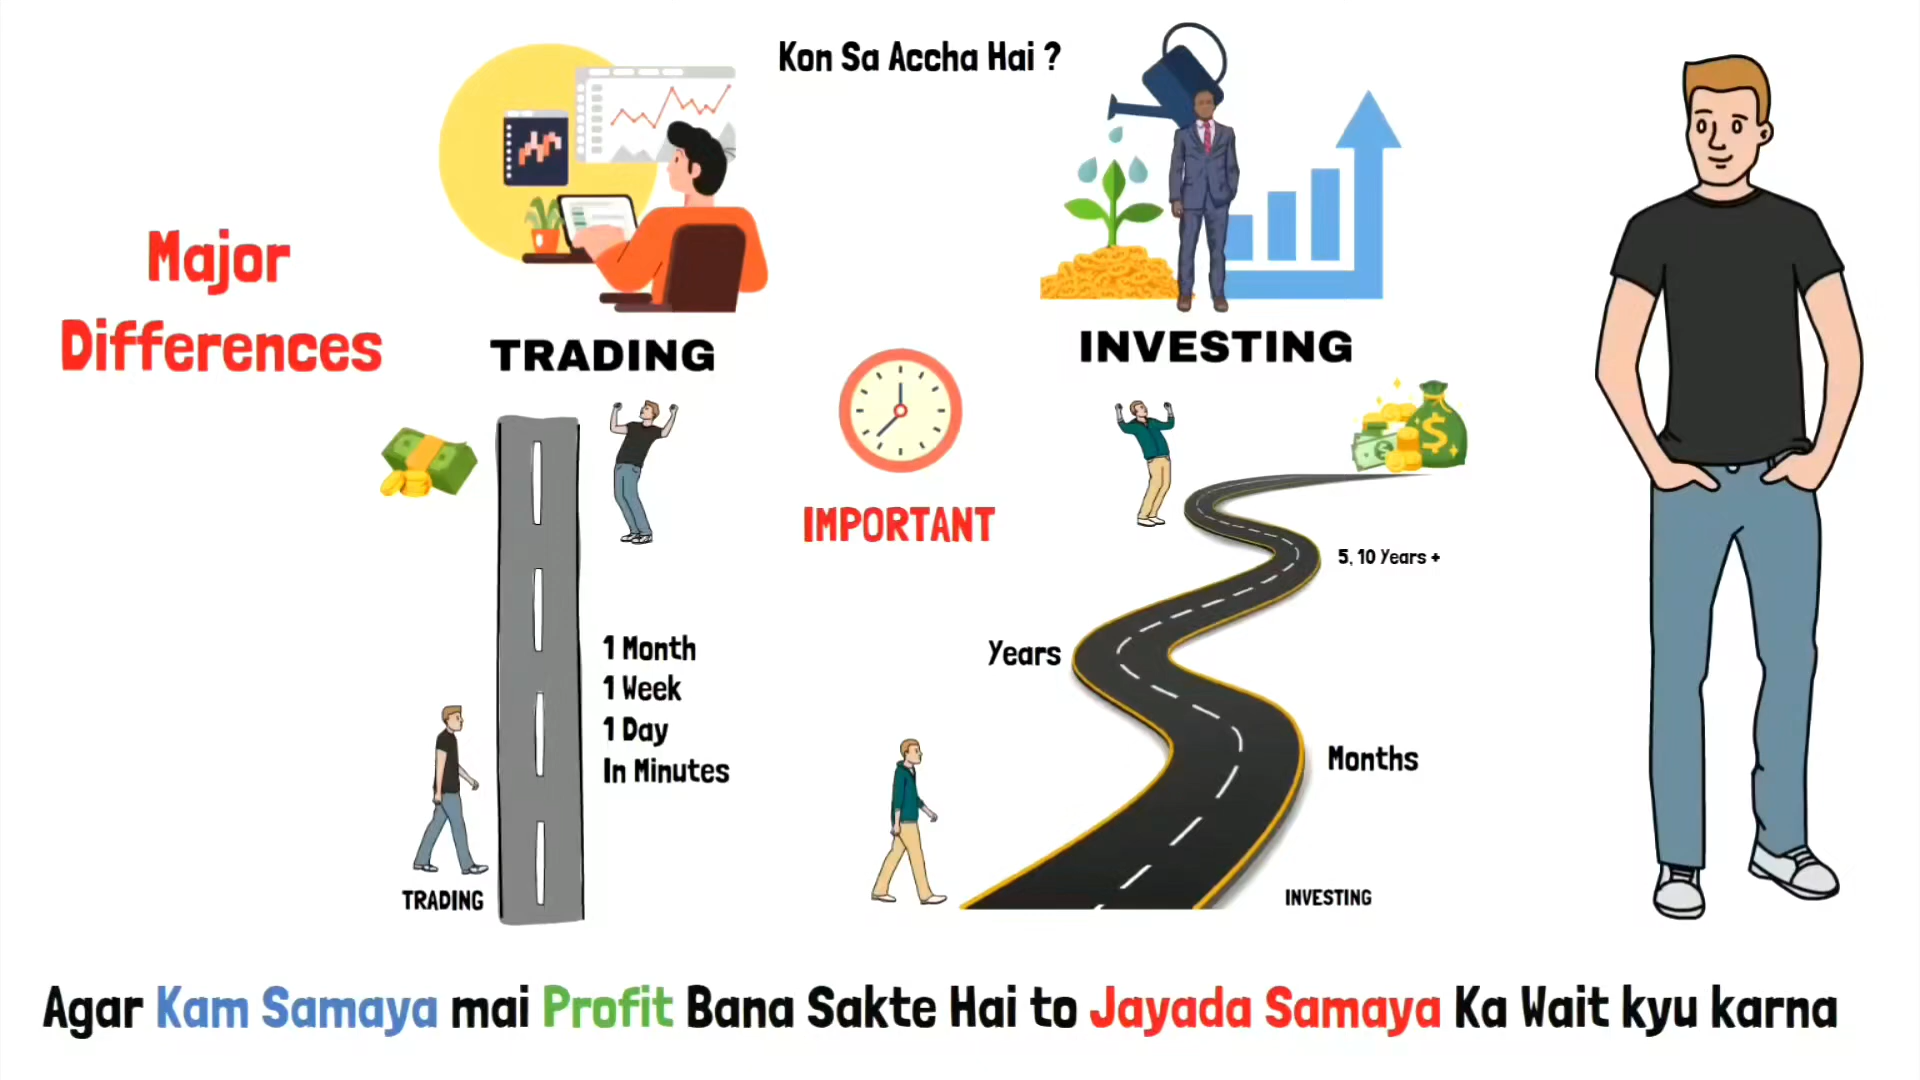 Kon Sa Accha Hai ?
Major
Differences
TRADING
INVESTING
IMPORTANT
1 Month
1 Week
1 Day
In Minutes
TRADING
5, 10 Years +
Years
Months
INVESTING
Agar Kam Samaya mai Profit Bana Sakte Hai to Jayada Samaya Ka Wait kyu karna